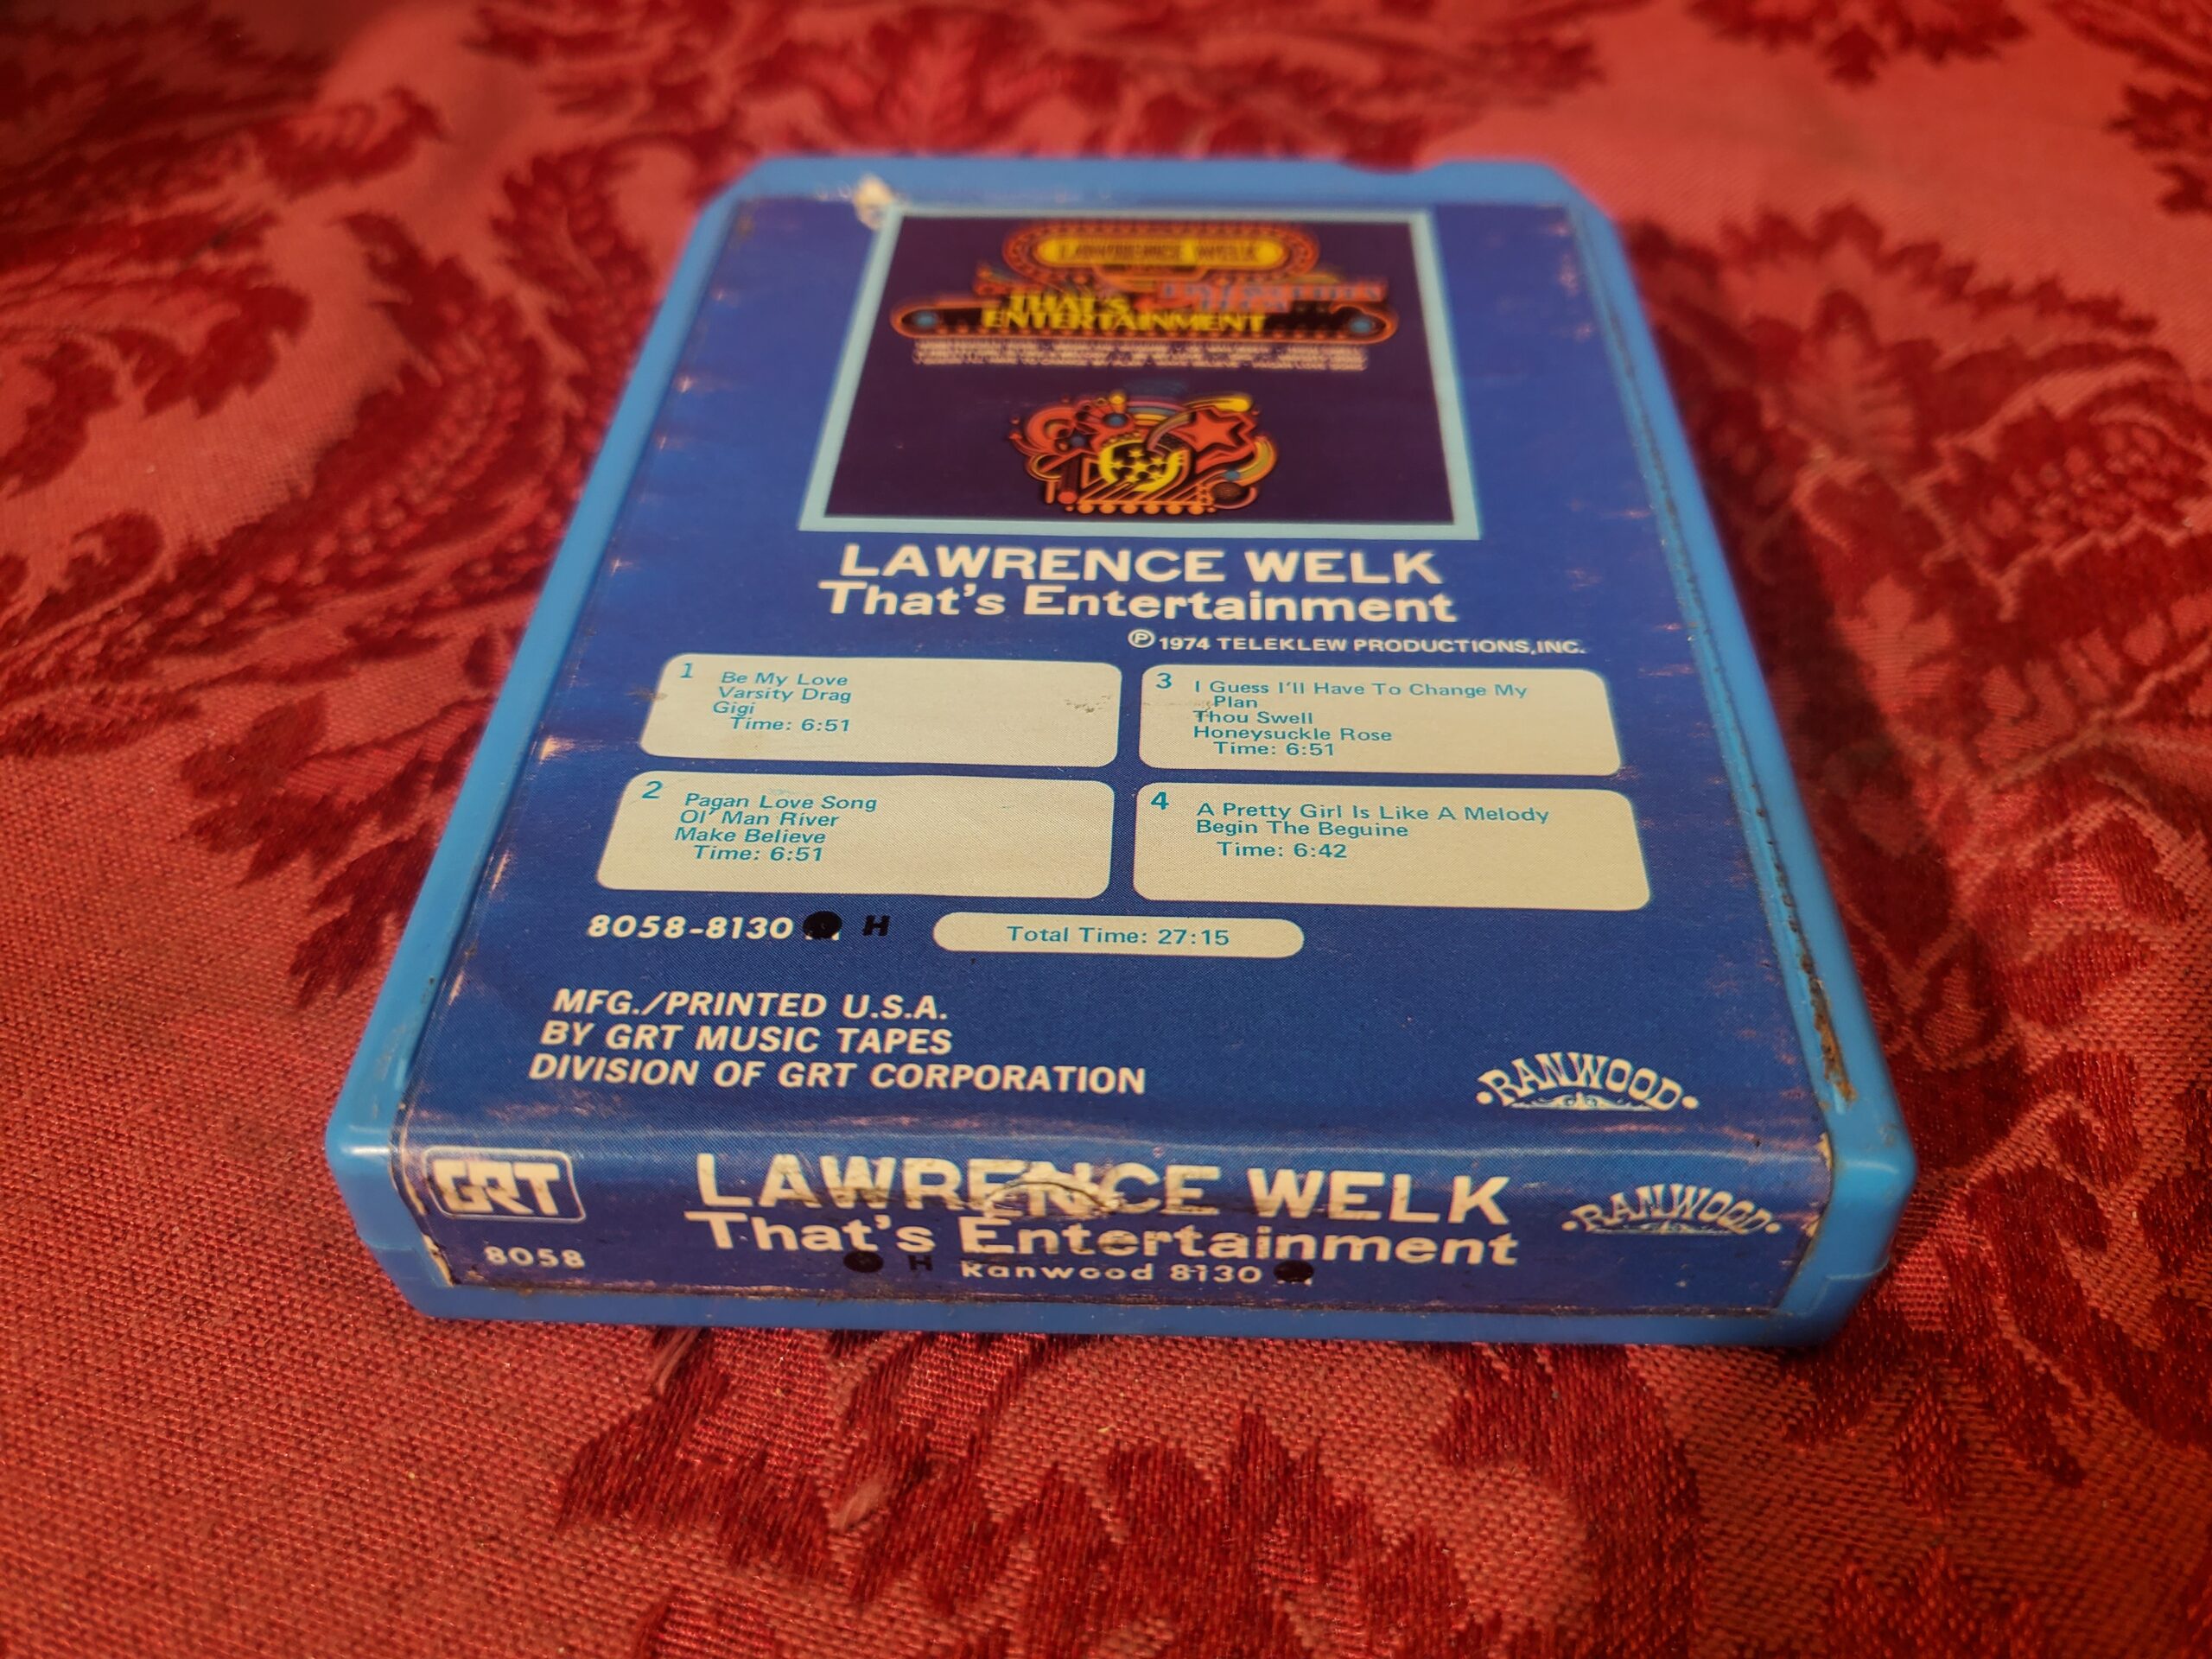 LAWRENCE WELK
THAT'S
ENTERTAINMENT
LAWRENCE WELK
That's Entertainment
Ⓟ1974 TELEKLEW PRODUCTIONS,INC.
1
Be My Love
Varsity Drag
Gigi
Time: 6:51
2
Pagan Love Song
Ol' Man River
Make Believe
Time: 6:51
3
I Guess I'll Have To Change My
Plan
Thou Swell
Honeysuckle Rose
Time: 6:51
4
A Pretty Girl Is Like A Melody
Begin The Beguine
Time: 6:42
8058-8130 H
Total Time: 27:15
MFG./PRINTED U.S.A.
BY GRT MUSIC TAPES
DIVISION OF GRT CORPORATION
RANWOOD
GRT
8058
LAWRENCE WELK
That's Entertainment
H Ranwood 8130
RANWOOD